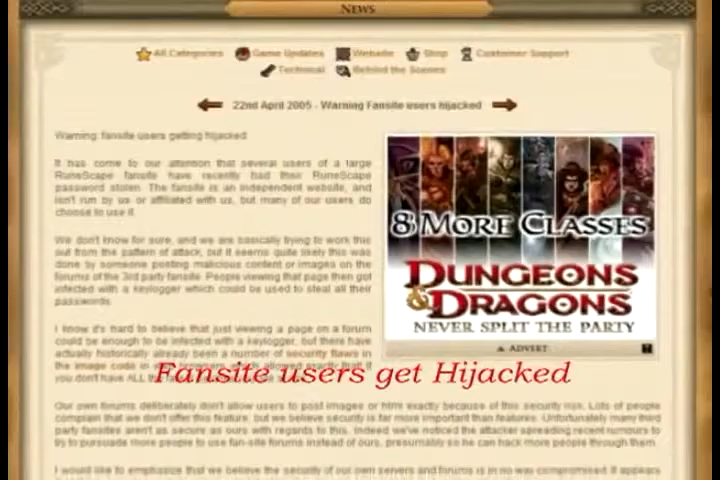 News
All Categories Game Updates Website Shop Customer Support
Technical Behind the Scenes
22nd April 2005 - Warning Fansite users hijacked
Warning: fansite users getting hijacked
It has come to our attention that several users of a large
RuneScape fansite have recently had their RuneScape
password stolen. The fansite is an independent website, and
isn't run by us or affiliated with us, but many of our users do
choose to use it.
We don't know for sure, and we are basically trying to work this
out from the pattern of attack, but it seems quite likely this was
done by someone posting malicious content or images on the
forums of the 3rd party fansite. People viewing that page then got
infected with a keylogger which could be used to steal all their
passwords.
I know it's hard to believe that just viewing a page on a forum
could be enough to be infected with a keylogger, but there have
actually historically already been a number of security flaws in
the image code in allowed exactly that. If
you don't have ALL the
8 More Classes
Dungeons
& Dragons
Never Split the Party
Advert
Fansite users get Hijacked
Our own forums deliberately don't allow users to post images or html exactly because of this security risk. Lots of people
complain that we don't offer this feature, but we believe security is far more important than features. Unfortunately many third
party fansites aren't as secure as ours with regards to this. Indeed we've noticed the attacker spreading recent rumours to
try to persuade more people to use fan-site forums instead of ours, presumably so he can hack more people through them.
I would like to emphasize that we believe the security of our own servers and forums is in no way compromised. It appears